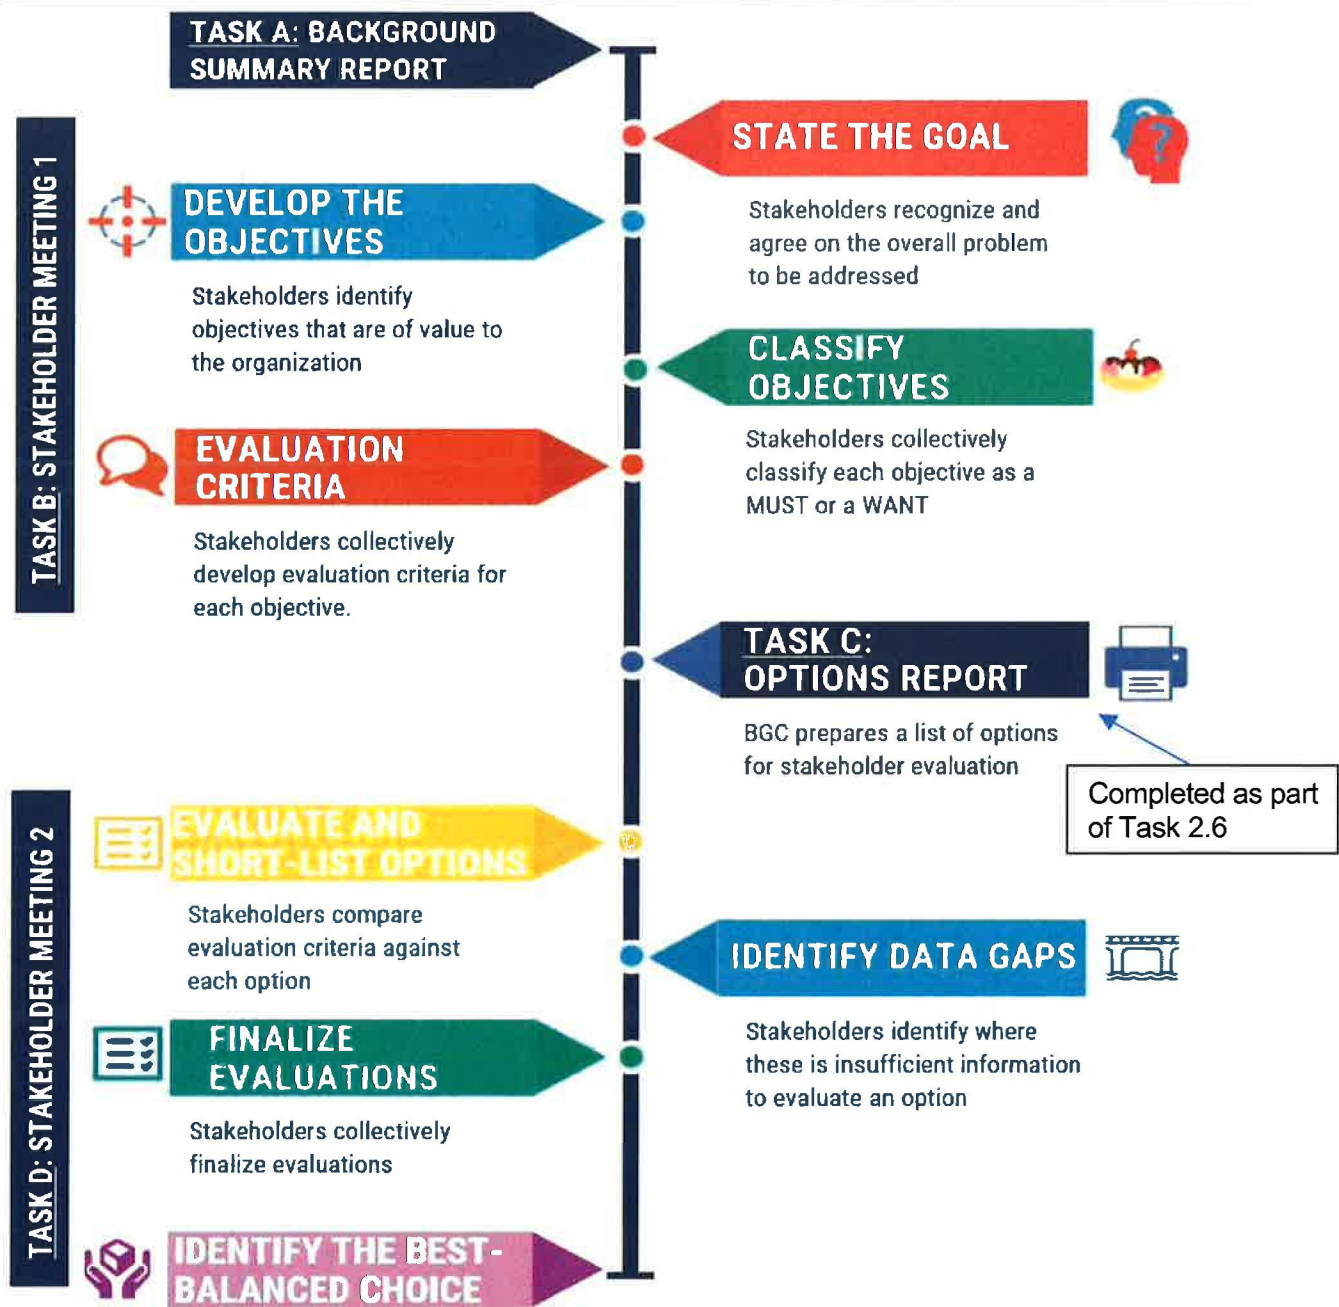 TASK A: BACKGROUND
SUMMARY REPORT
TASK B: STAKEHOLDER MEETING 1
STATE THE GOAL
?
Stakeholders recognize and
agree on the overall problem
to be addressed
DEVELOP THE
OBJECTIVES
Stakeholders identify
objectives that are of value to
the organization
CLASSIFY
OBJECTIVES
Stakeholders collectively
classify each objective as a
MUST or a WANT
EVALUATION
CRITERIA
Stakeholders collectively
develop evaluation criteria for
each objective.
TASK C:
OPTIONS REPORT
BGC prepares a list of options
for stakeholder evaluation
Completed as part
of Task 2.6
TASK D: STAKEHOLDER MEETING 2
EVALUATE AND
SHORT-LIST OPTIONS
Stakeholders compare
evaluation criteria against
each option
IDENTIFY DATA GAPS
Stakeholders identify where
these is insufficient information
to evaluate an option
FINALIZE
EVALUATIONS
Stakeholders collectively
finalize evaluations
IDENTIFY THE BEST-
BALANCED CHOICE